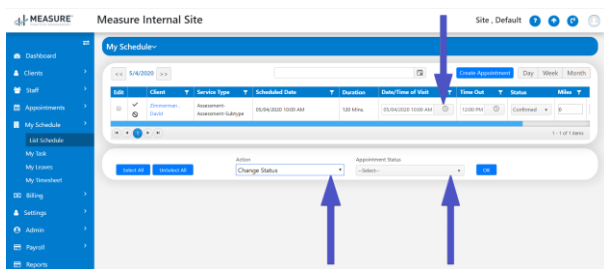 MEASURE
Measure Internal Site
Site , Default
Dashboard
Clients
Staff
Appointments
My Schedule
List Schedule
My Task
My Leaves
My Timesheet
Billing
Settings
Admin
Payroll
Reports
My Schedule
<< 5/4/2020 >>
Create Appointment Day Week Month
Edit Client Service Type Scheduled Date Duration Date/Time of Visit Time Out Status Miles
Zimmerman.. Assessment- 05/04/2020 10:00 AM 120 Mins. 05/04/2020 10:00 AM 12:00 PM Confirmed 0
David Assessment-Subtype
1
1 - 1 of 1 items
Action Appointment Status
Select All UnSelect All Change Status --Select-- OK